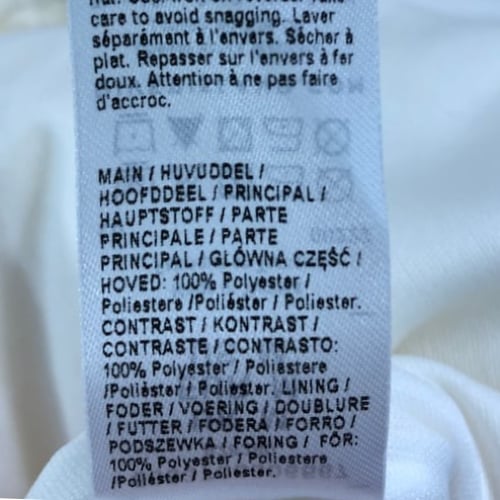 care to avoid snagging. Laver
séparément à l'envers. Sécher à
plat. Repasser sur l'envers à fer
doux. Attention à ne pas faire
d'accroc.
MAIN / HUVUDDEL /
HOOFDDEEL / PRINCIPAL /
HAUPTSTOFF / PARTE
PRINCIPALE / PARTE
PRINCIPAL / GŁÓWNA CZĘŚĆ /
HOVED: 100% Polyester /
Poliestere /Poliéster / Poliester.
CONTRAST / KONTRAST /
CONTRASTE / CONTRASTO:
100% Polyester / Poliestere
/Poliéster / Poliester. LINING /
FODER / VOERING / DOUBLURE
/ FUTTER / FODERA / FORRO /
PODSZEWKA / FORING / FÓR:
100% Polyester / Poliestere
/Poliéster / Poliester.